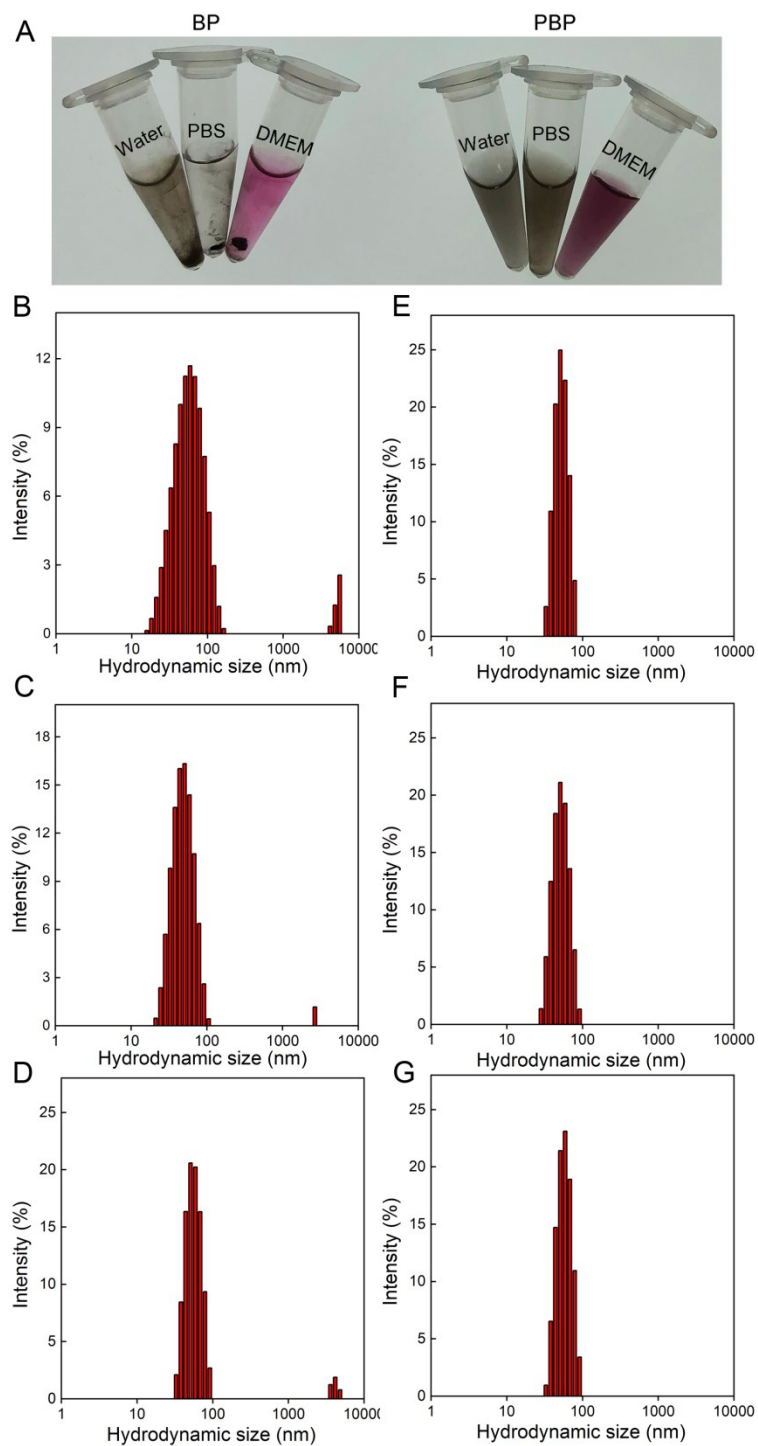 A
BP
PBP
Water
PBS
DMEM
Water
PBS
DMEM
B
Intensity (%)
12
9
6
3
0
1
10
100
1000
10000
Hydrodynamic size (nm)
E
Intensity (%)
25
20
15
10
5
0
1
10
100
1000
10000
Hydrodynamic size (nm)
C
Intensity (%)
18
15
12
9
6
3
0
1
10
100
1000
10000
Hydrodynamic size (nm)
F
Intensity (%)
25
20
15
10
5
0
1
10
100
1000
10000
Hydrodynamic size (nm)
D
Intensity (%)
25
20
15
10
5
0
1
10
100
1000
10000
Hydrodynamic size (nm)
G
Intensity (%)
25
20
15
10
5
0
1
10
100
1000
10000
Hydrodynamic size (nm)